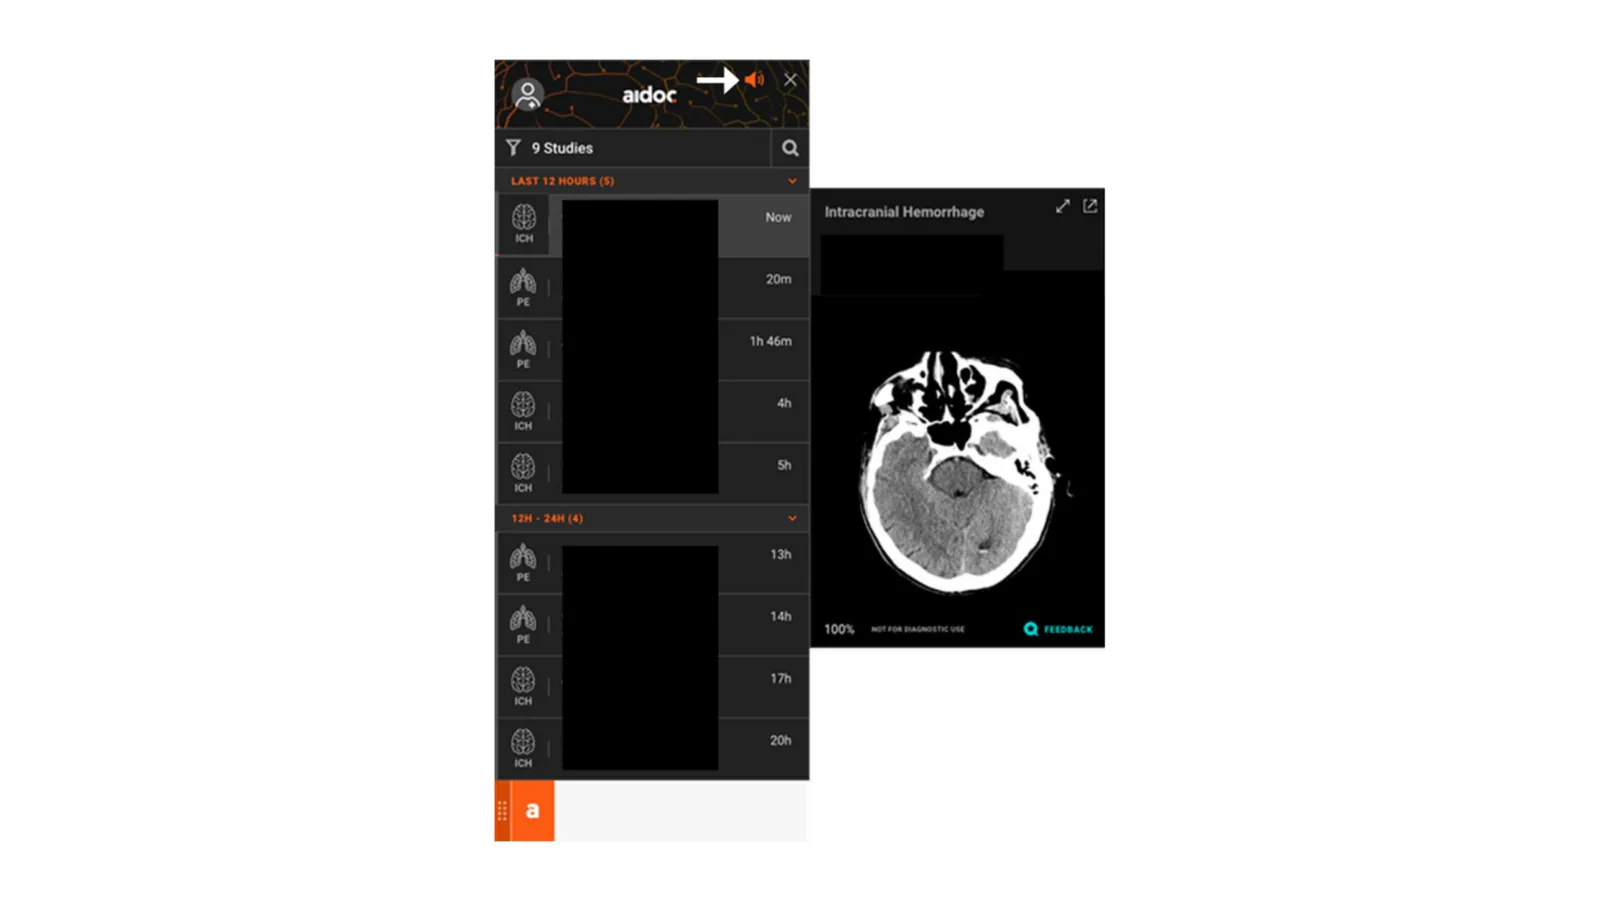 aidoc
9 Studies
LAST 12 HOURS (5)
ICH
Now
PE
20m
PE
1h 46m
ICH
4h
ICH
5h
12H - 24H (4)
PE
13h
PE
14h
ICH
17h
ICH
20h
a
Intracranial Hemorrhage
100%
NOT FOR DIAGNOSTIC USE
FEEDBACK